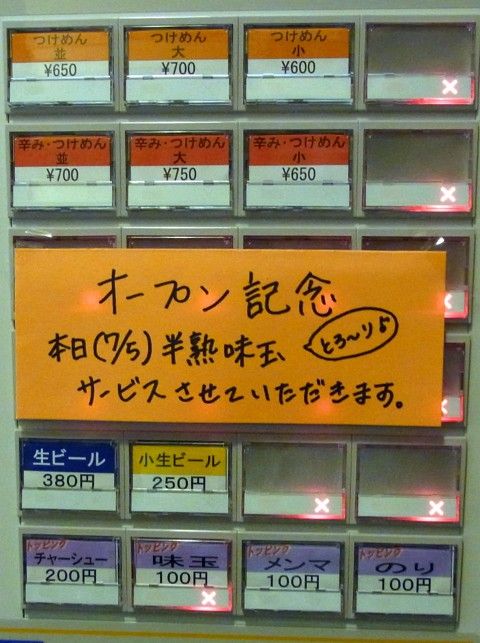 つけめん
並
¥650
つけめん
大
¥700
つけめん
小
¥600
辛み・つけめん
並
¥700
辛み・つけめん
大
¥750
辛み・つけめん
小
¥650
オープン記念
本日(7/5)半熟味玉
とろ〜り♪
サービスさせていただきます。
生ビール
380円
小生ビール
250円
トッピング
チャーシュー
200円
トッピング
味玉
100円
トッピング
メンマ
100円
トッピング
のり
100円